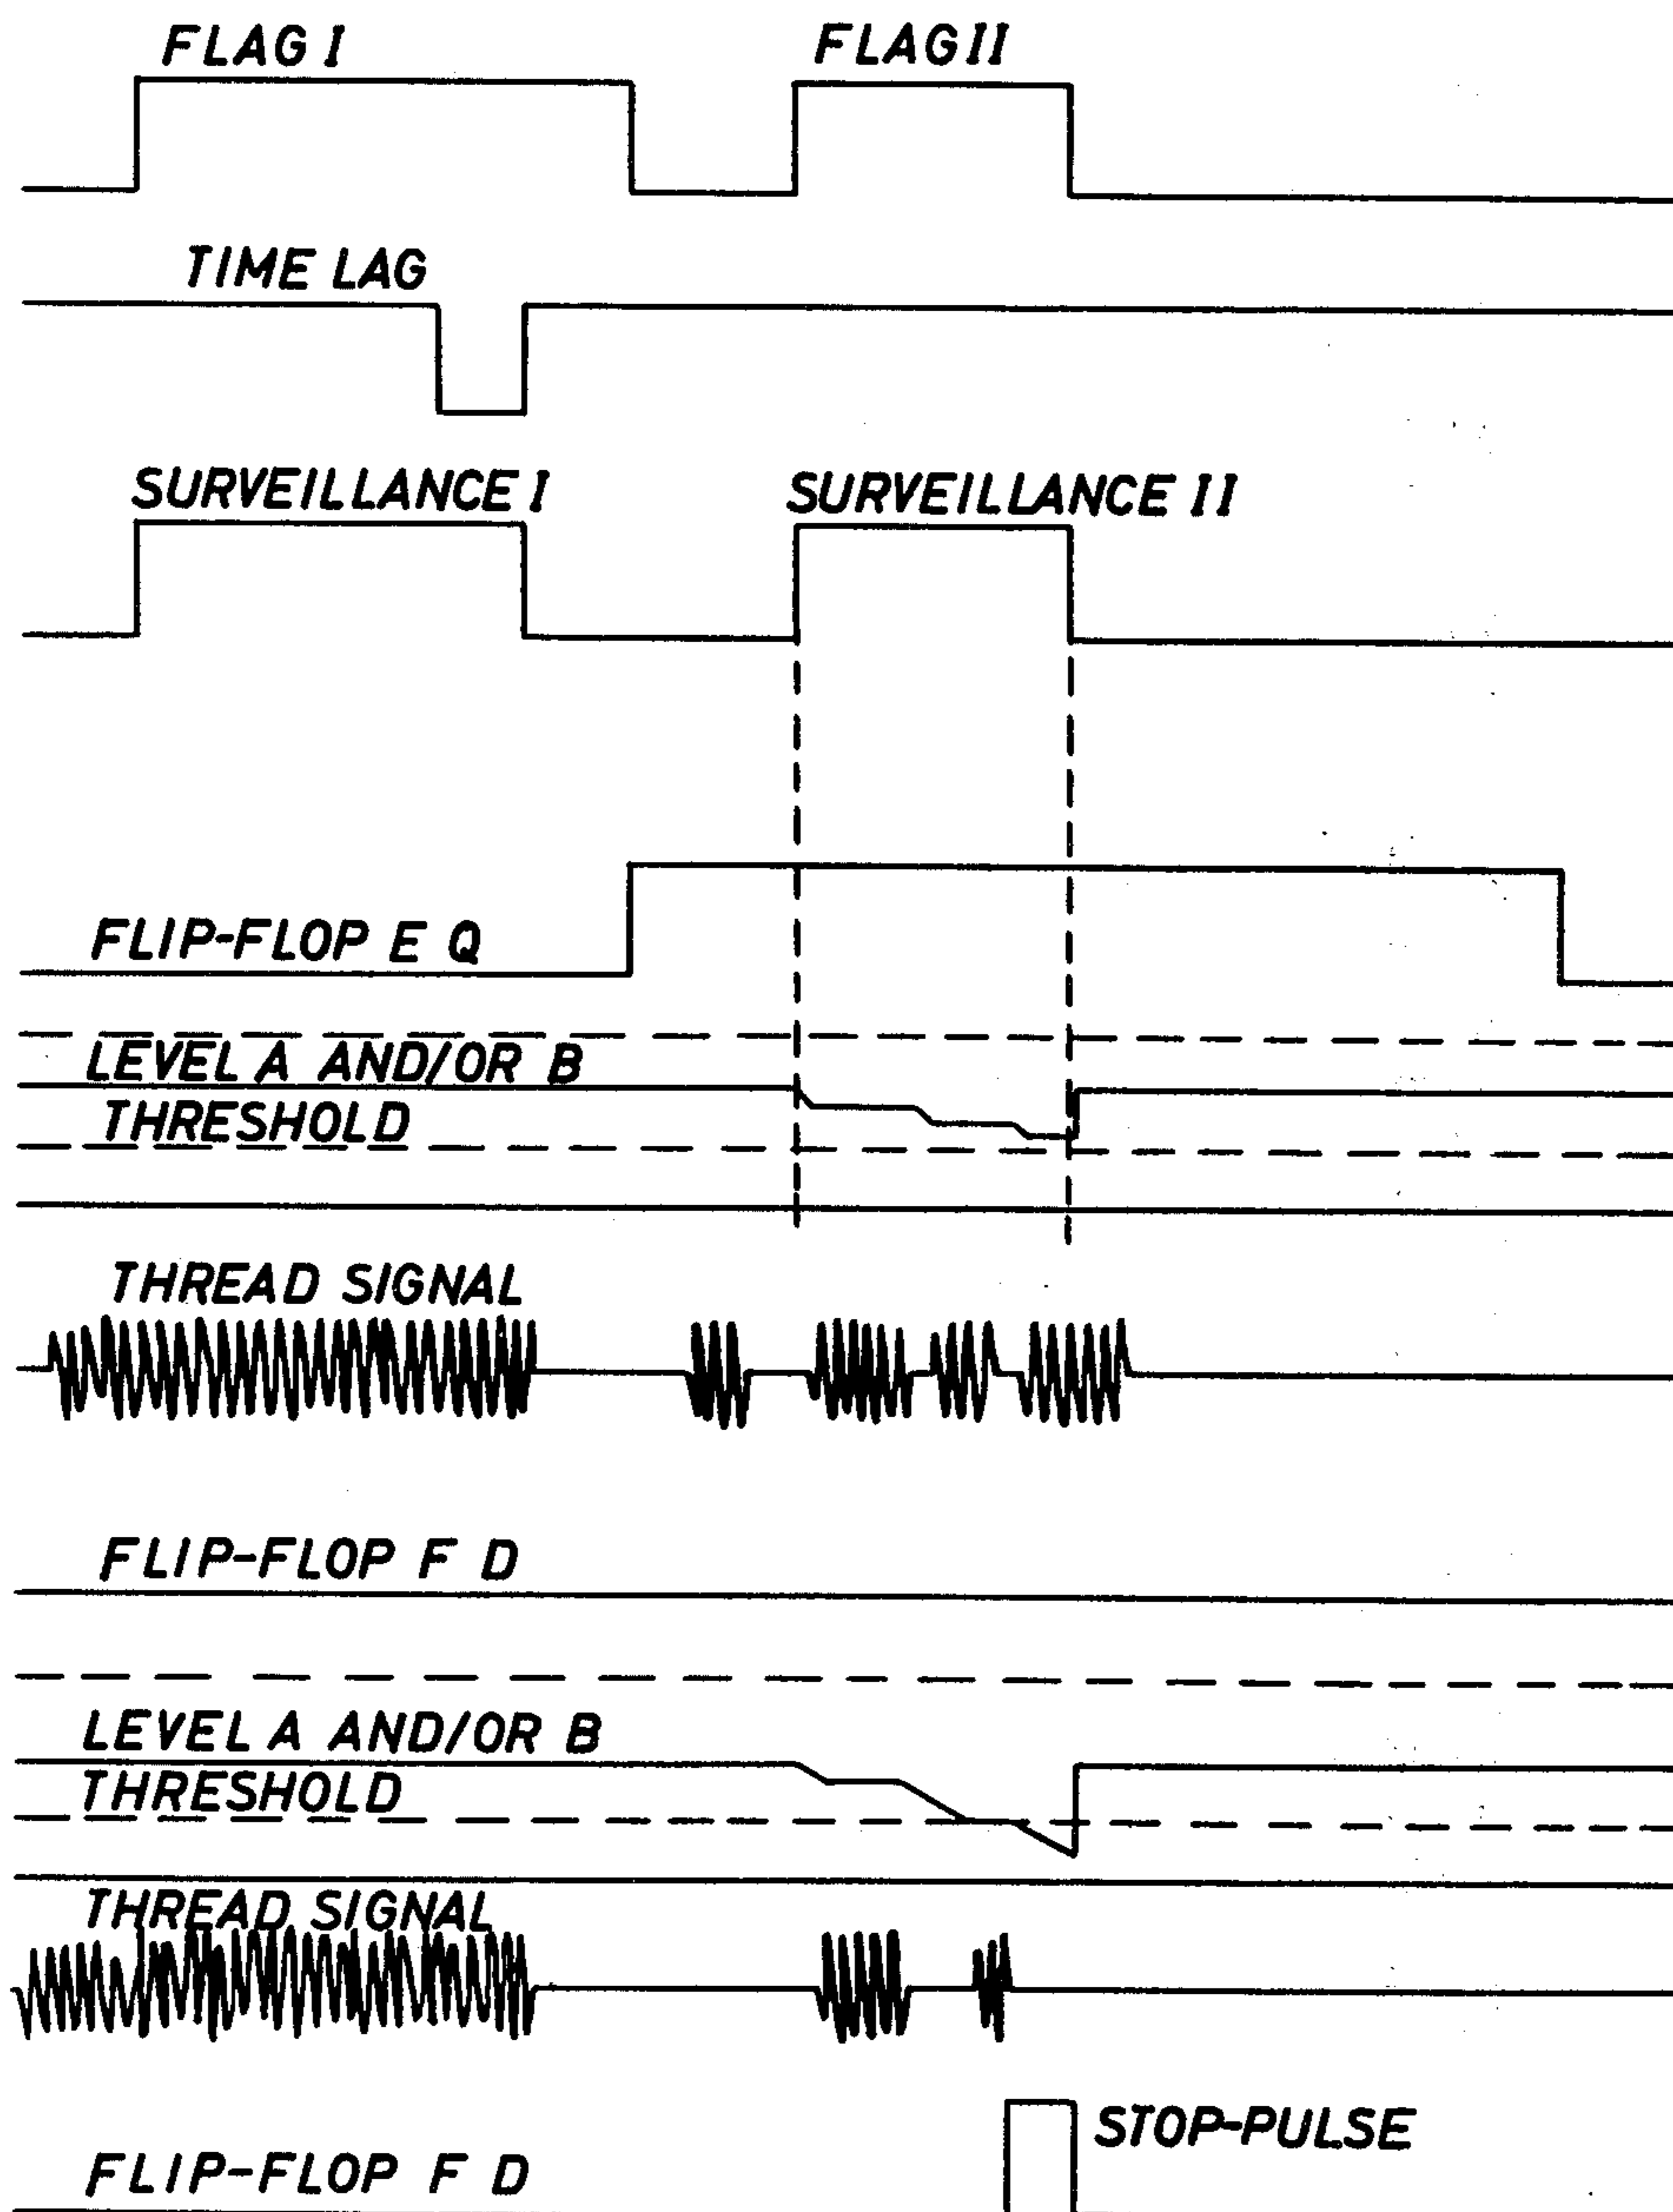 FLAG I
FLAG II
TIME LAG
SURVEILLANCE I
SURVEILLANCE II
FLIP-FLOP E Q
LEVEL A AND/OR B
THRESHOLD
THREAD SIGNAL
FLIP-FLOP F D
LEVEL A AND/OR B
THRESHOLD
THREAD SIGNAL
STOP-PULSE
FLIP-FLOP F D